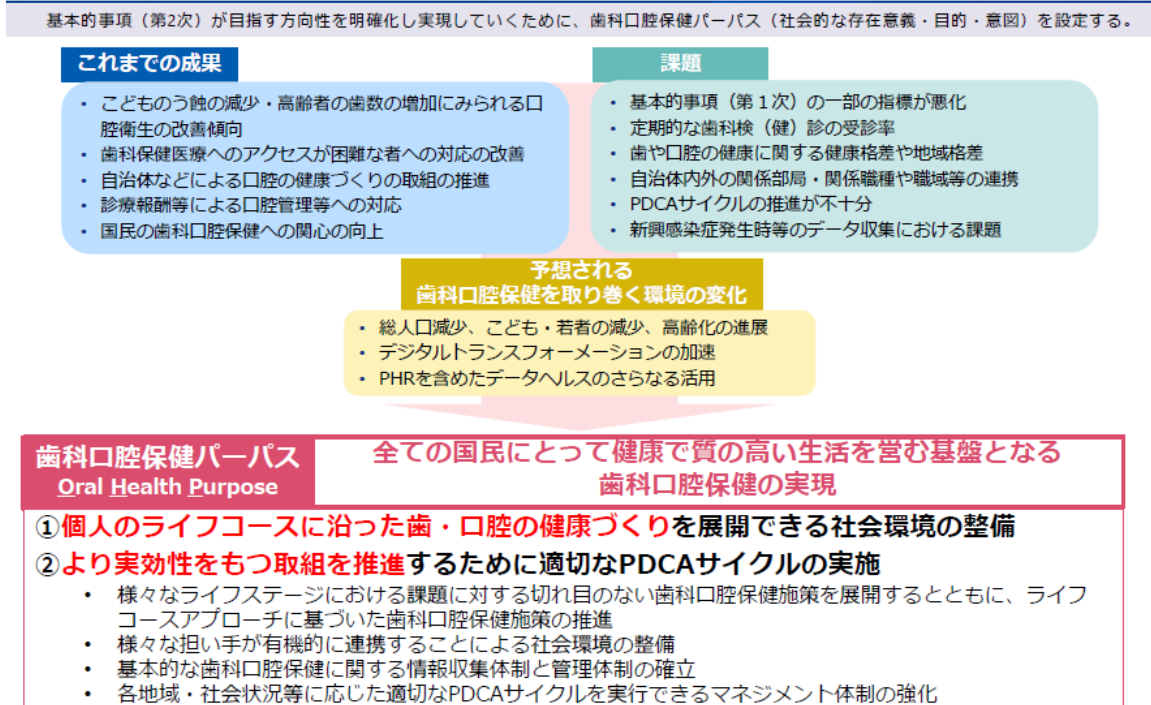 基本的事項（第2次）が目指す方向性を明確化し実現していくために、歯科口腔保健パーパス（社会的な存在意義・目的・意図）を設定する。
これまでの成果
・ こどものう蝕の減少・高齢者の歯数の増加にみられる口
腔衛生の改善傾向
・ 歯科保健医療へのアクセスが困難な者への対応の改善
・ 自治体などによる口腔の健康づくりの取組の推進
・ 診療報酬等による口腔管理等への対応
・ 国民の歯科口腔保健への関心の向上
課題
・ 基本的事項（第１次）の一部の指標が悪化
・ 定期的な歯科検（健）診の受診率
・ 歯や口腔の健康に関する健康格差や地域格差
・ 自治体内外の関係部局・関係職種や職域等の連携
・ PDCAサイクルの推進が不十分
・ 新興感染症発生時等のデータ収集における課題
予想される
歯科口腔保健を取り巻く環境の変化
・ 総人口減少、こども・若者の減少、高齢化の進展
・ デジタルトランスフォーメーションの加速
・ PHRを含めたデータヘルスのさらなる活用
歯科口腔保健パーパス
Oral Health Purpose
全ての国民にとって健康で質の高い生活を営む基盤となる
歯科口腔保健の実現
①個人のライフコースに沿った歯・口腔の健康づくりを展開できる社会環境の整備
②より実効性をもつ取組を推進するために適切なPDCAサイクルの実施
• 様々なライフステージにおける課題に対する切れ目のない歯科口腔保健施策を展開するとともに、ライフ
コースアプローチに基づいた歯科口腔保健施策の推進
• 様々な担い手が有機的に連携することによる社会環境の整備
• 基本的な歯科口腔保健に関する情報収集体制と管理体制の確立
• 各地域・社会状況等に応じた適切なPDCAサイクルを実行できるマネジメント体制の強化